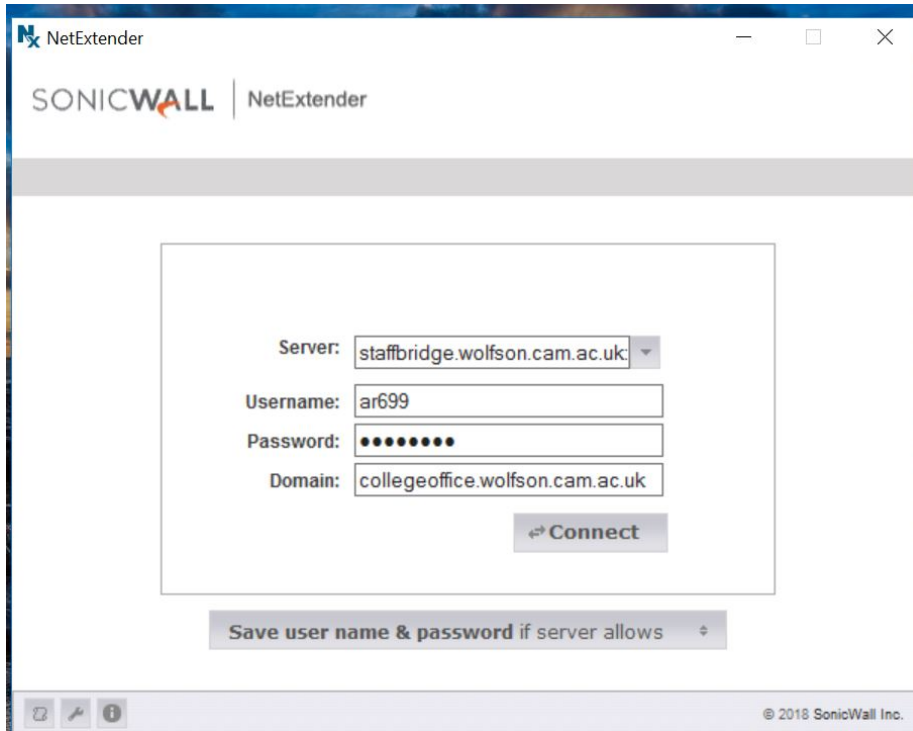 NetExtender
SONICWALL NetExtender
Server: staffbridge.wolfson.cam.ac.uk:
Username: ar699
Password: ••••••••
Domain: collegeoffice.wolfson.cam.ac.uk
Connect
Save user name & password if server allows
© 2018 SonicWall Inc.